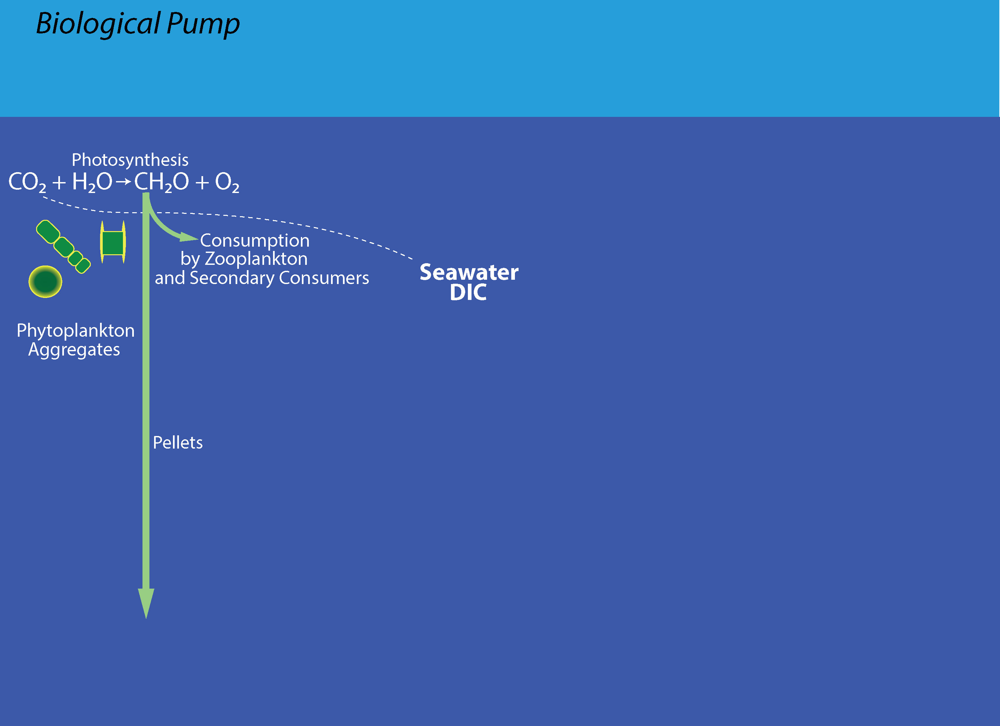 Biological Pump
Photosynthesis
CO₂ + H₂O→CH₂O + O₂
Consumption
by Zooplankton
and Secondary Consumers
Seawater
DIC
Phytoplankton
Aggregates
Pellets